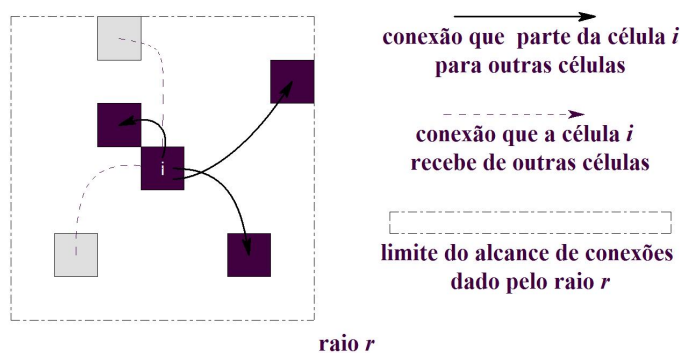 i
conexão que parte da célula i
para outras células
conexão que a célula i
recebe de outras células
limite do alcance de conexões
dado pelo raio r
raio r